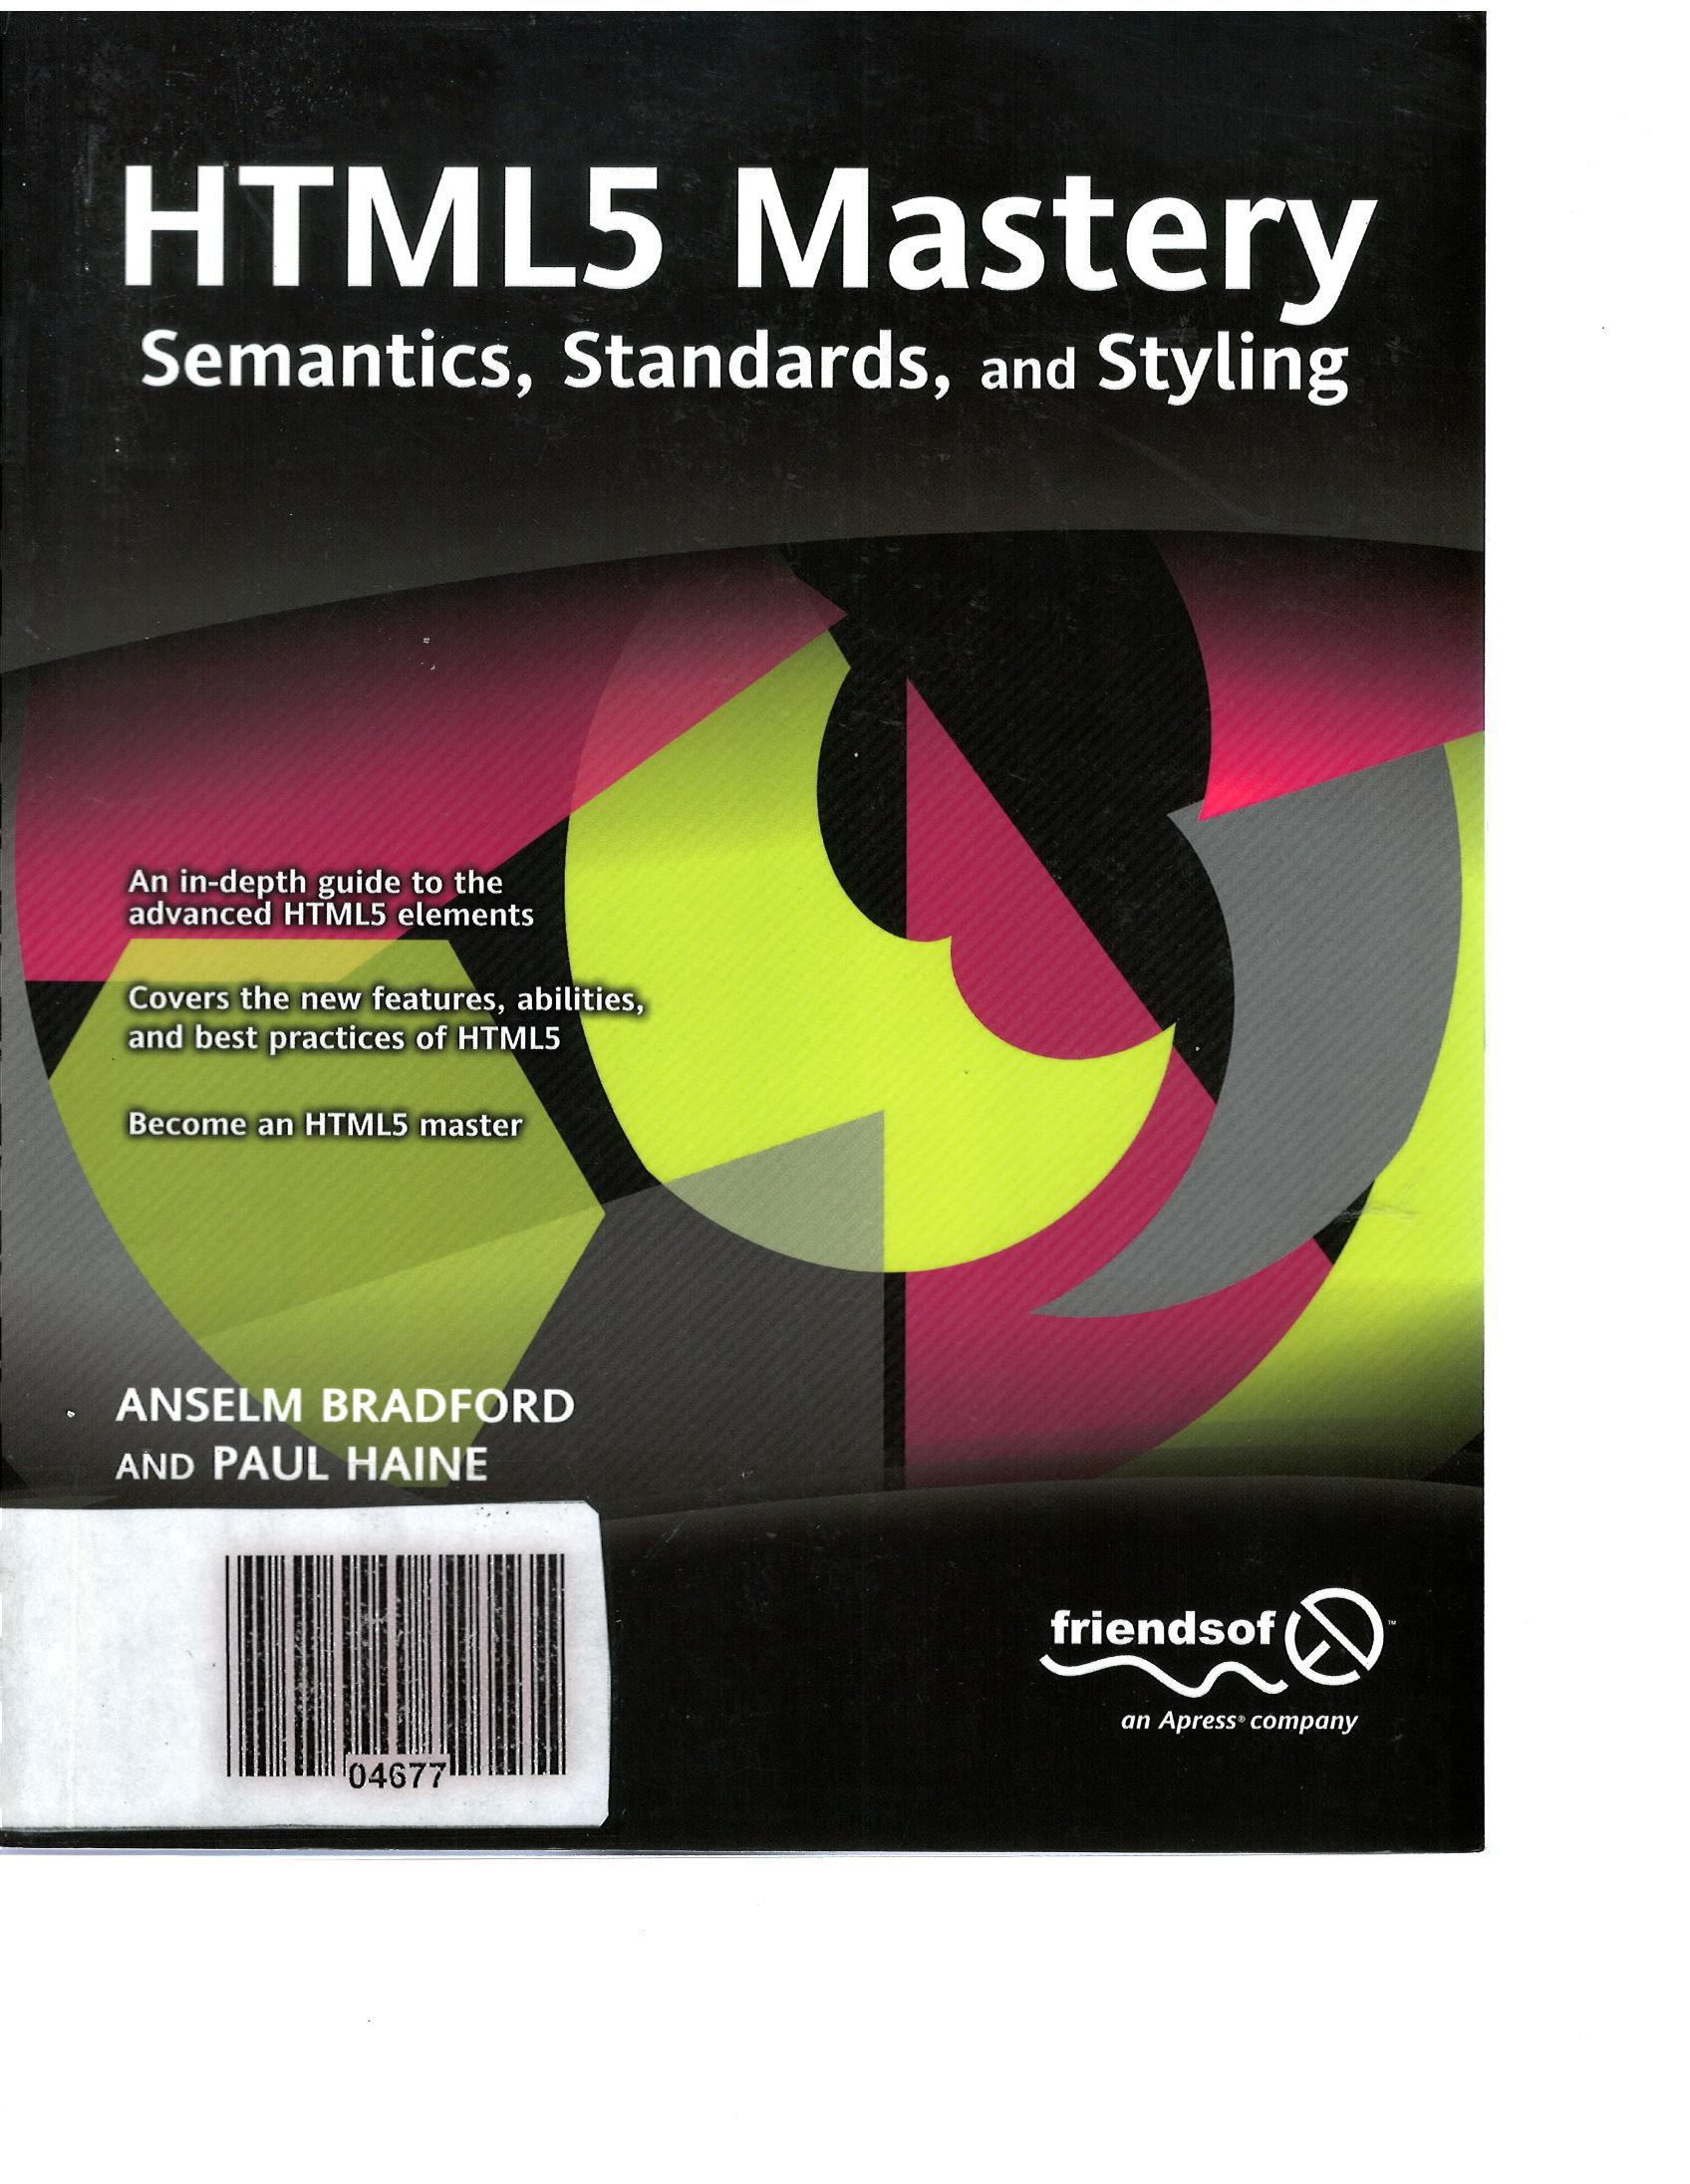 HTML5 Mastery
Semantics, Standards, and Styling
An in-depth guide to the
advanced HTML5 elements
Covers the new features, abilities,
and best practices of HTML5
Become an HTML5 master
ANSELM BRADFORD
AND PAUL HAINE
04677
friendsof
™
an Apress® company